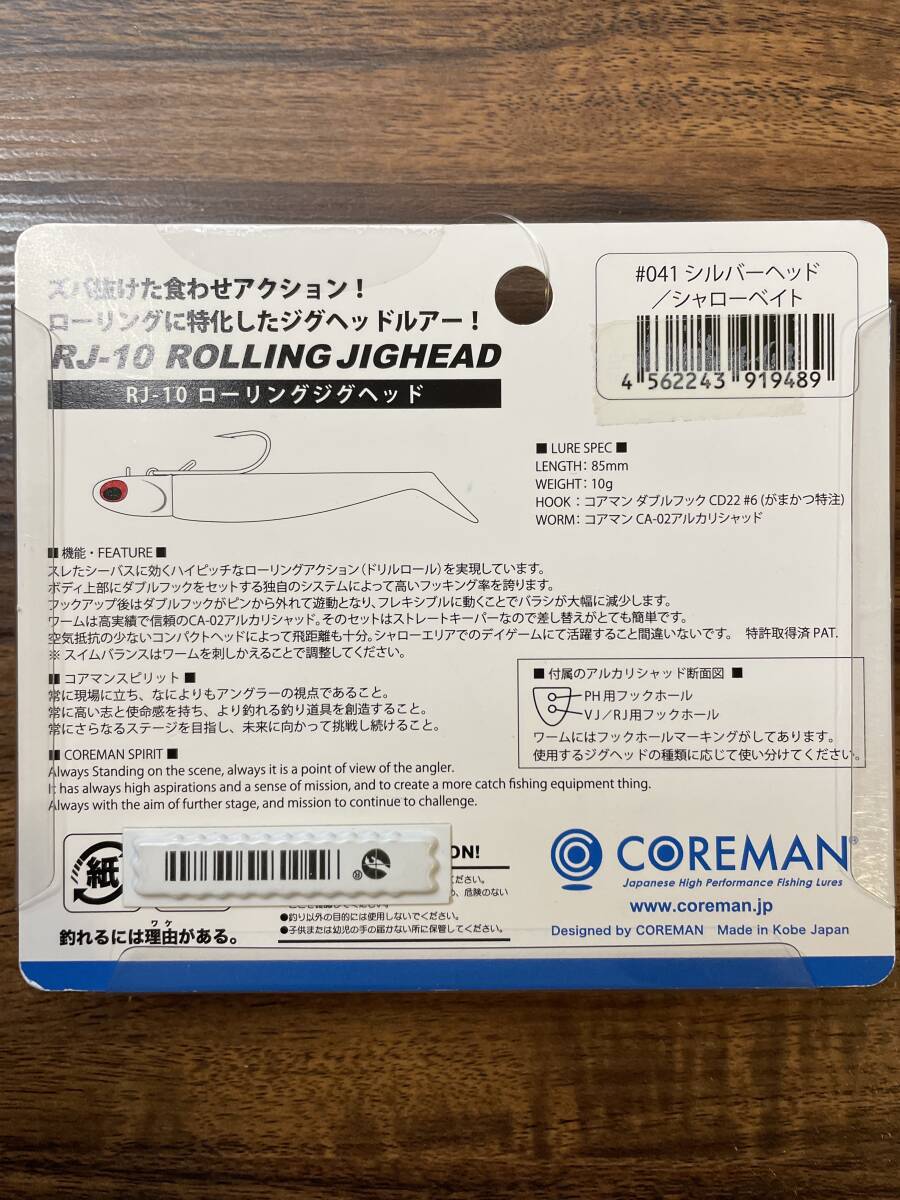 ズバ抜けた食わせアクション！
ローリングに特化したジグヘッドルアー！
RJ-10 ROLLING JIGHEAD
RJ-10 ローリングジグヘッド
#041 シルバーヘッド
／シャローベイト
4 562243 919489
■ LURE SPEC ■
LENGTH: 85mm
WEIGHT: 10g
HOOK: コアマン ダブルフック CD22 #6 (がまかつ特注)
WORM: コアマン CA-02アルカリシャッド
■ 機能・FEATURE ■
スレたシーバスに効くハイピッチなローリングアクション（ドリルロール）を実現しています。
ボディ上部にダブルフックをセットする独自のシステムによって高いフッキング率を誇ります。
フックアップ後はダブルフックがピンから外れて遊動となり、フレキシブルに動くことでバラシが大幅に減少します。
ワームは高実績で信頼のCA-02アルカリシャッド。そのセットはストレートキーパーなので差し替えがとても簡単です。
空気抵抗の少ないコンパクトヘッドによって飛距離も十分。シャローエリアでのデイゲームにて活躍すること間違いないです。 特許取得済 PAT.
※ スイムバランスはワームを刺しかえることで調整してください。
■ コアマンスピリット ■
常に現場に立ち、なによりもアングラーの視点であること。
常に高い志と使命感を持ち、より釣れる釣り道具を創造すること。
常にさらなるステージを目指し、未来に向かって挑戦し続けること。
■ 付属のアルカリシャッド断面図 ■
PH用フックホール
VJ／RJ用フックホール
ワームにはフックホールマーキングがしてあります。
使用するジグヘッドの種類に応じて使い分けてください。
■ COREMAN SPIRIT ■
Always Standing on the scene, always it is a point of view of the angler.
It has always high aspirations and a sense of mission, and to create a more catch fishing equipment thing.
Always with the aim of further stage, and mission to continue to challenge.
紙
ON!
ください。
危険のない
●釣り以外の目的には使用しないでください。
●子供または幼児の手の届かない所に保管してください。
釣れるには理由がある。
ワケ
COREMAN®
Japanese High Performance Fishing Lures
www.coreman.jp
Designed by COREMAN Made in Kobe Japan